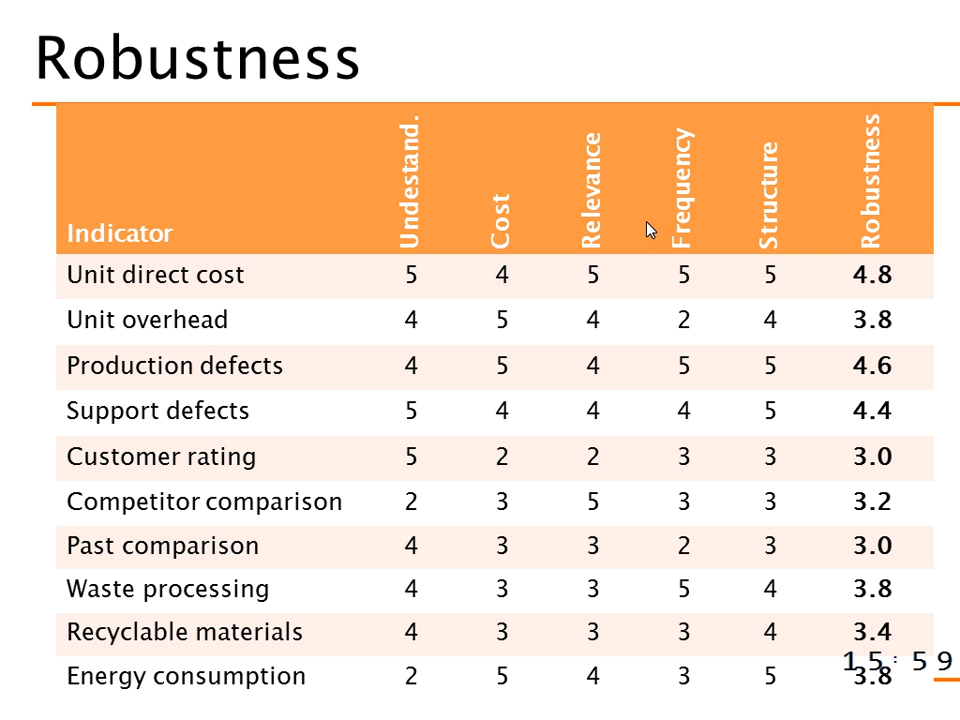 Robustness
Indicator Undestand. Cost Relevance Frequency Structure Robustness
Unit direct cost 5 4 5 5 5 4.8
Unit overhead 4 5 4 2 4 3.8
Production defects 4 5 4 5 5 4.6
Support defects 5 4 4 4 5 4.4
Customer rating 5 2 2 3 3 3.0
Competitor comparison 2 3 5 3 3 3.2
Past comparison 4 3 3 2 3 3.0
Waste processing 4 3 3 5 4 3.8
Recyclable materials 4 3 3 3 4 3.4
15:59
Energy consumption 2 5 4 3 5 3.8